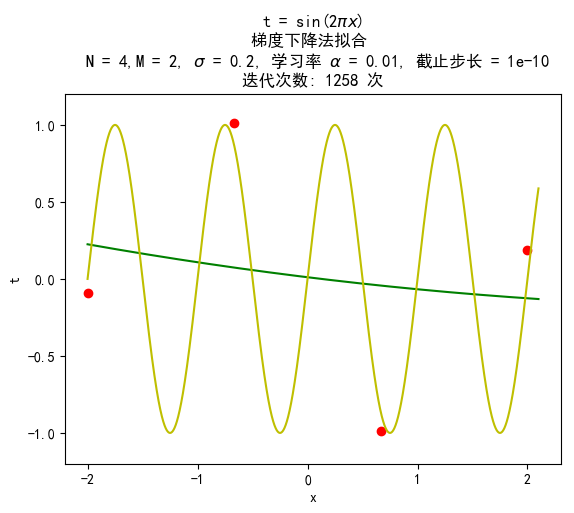 t = sin(2πx)
梯度下降法拟合
N = 4,M = 2, σ = 0.2, 学习率 α = 0.01, 截止步长 = 1e-10
迭代次数: 1258 次
1.0
0.5
0.0
−0.5
−1.0
t
−2 −1 0 1 2
x